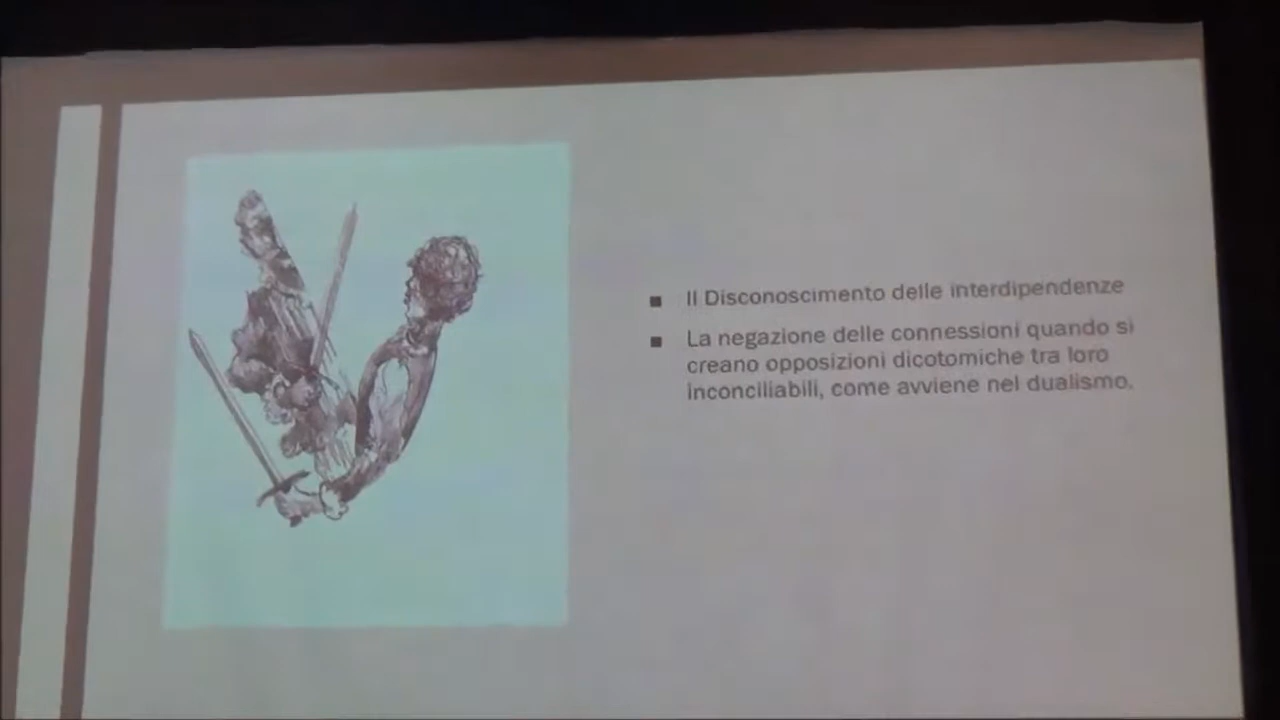 Il Disconoscimento delle interdipendenze
La negazione delle connessioni quando si
creano opposizioni dicotomiche tra loro
inconciliabili, come avviene nel dualismo.